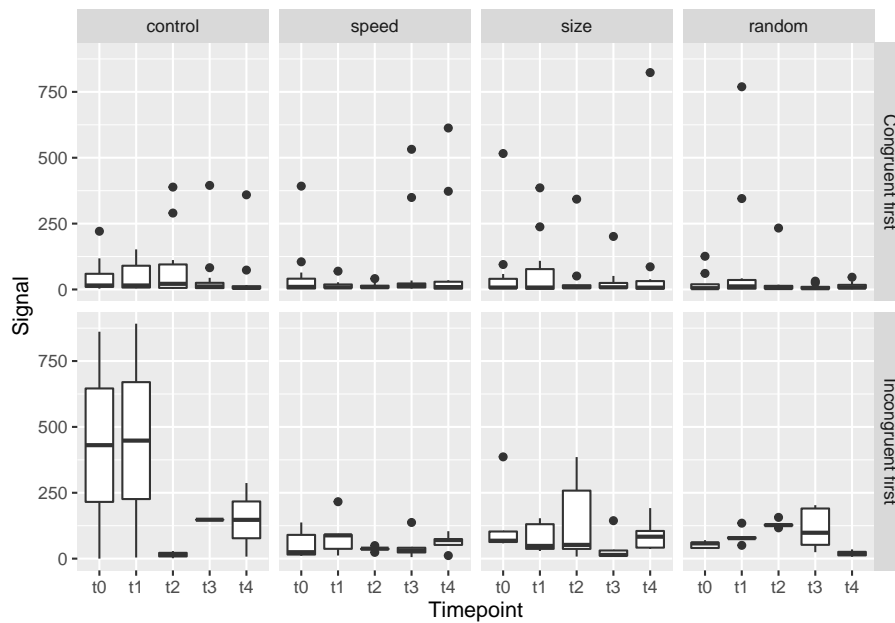 control speed size random
750
500
250
0
Congruent first
750
500
250
0
Incongruent first
t0 t1 t2 t3 t4 t0 t1 t2 t3 t4 t0 t1 t2 t3 t4 t0 t1 t2 t3 t4
Timepoint
Signal